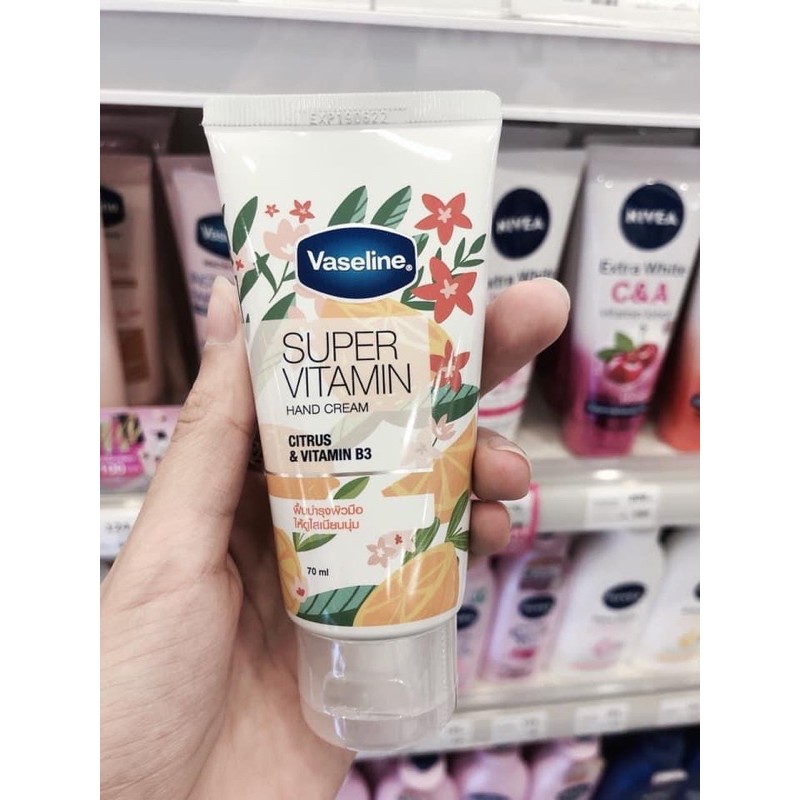 EXP190622
Vaseline®
SUPER
VITAMIN
HAND CREAM
CITRUS
& VITAMIN B3
ฟื้นบำรุงผิวมือ
ให้ดูใสเนียนนุ่ม
70 ml
NIVEA
NIVEA
Extra White
C&A